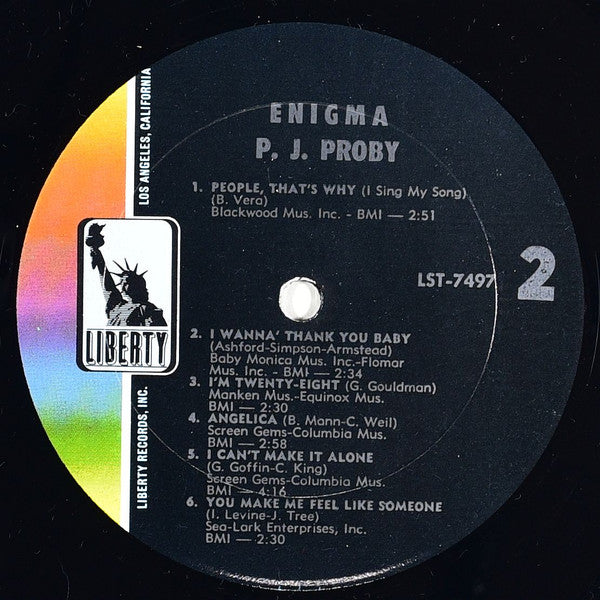 ENIGMA
P. J. PROBY
1. PEOPLE, THAT'S WHY (I Sing My Song)
(B. Vera)
Blackwood Mus. Inc. - BMI — 2:51
LST-7497
2
2. I WANNA' THANK YOU BABY
(Ashford-Simpson-Armstead)
Baby Monica Mus. Inc.-Flomar
Mus. Inc. - BMI — 2:34
3. I'M TWENTY-EIGHT (G. Gouldman)
Manken Mus.-Equinox Mus.
BMI — 2:30
4. ANGELICA (B. Mann-C. Weil)
Screen Gems-Columbia Mus.
BMI — 2:58
5. I CAN'T MAKE IT ALONE
(G. Goffin-C. King)
Screen Gems-Columbia Mus.
BMI — 4:16
6. YOU MAKE ME FEEL LIKE SOMEONE
(I. Levine-J. Tree)
Sea-Lark Enterprises, Inc.
BMI — 2:30
LIBERTY
LIBERTY RECORDS, INC. LOS ANGELES, CALIFORNIA